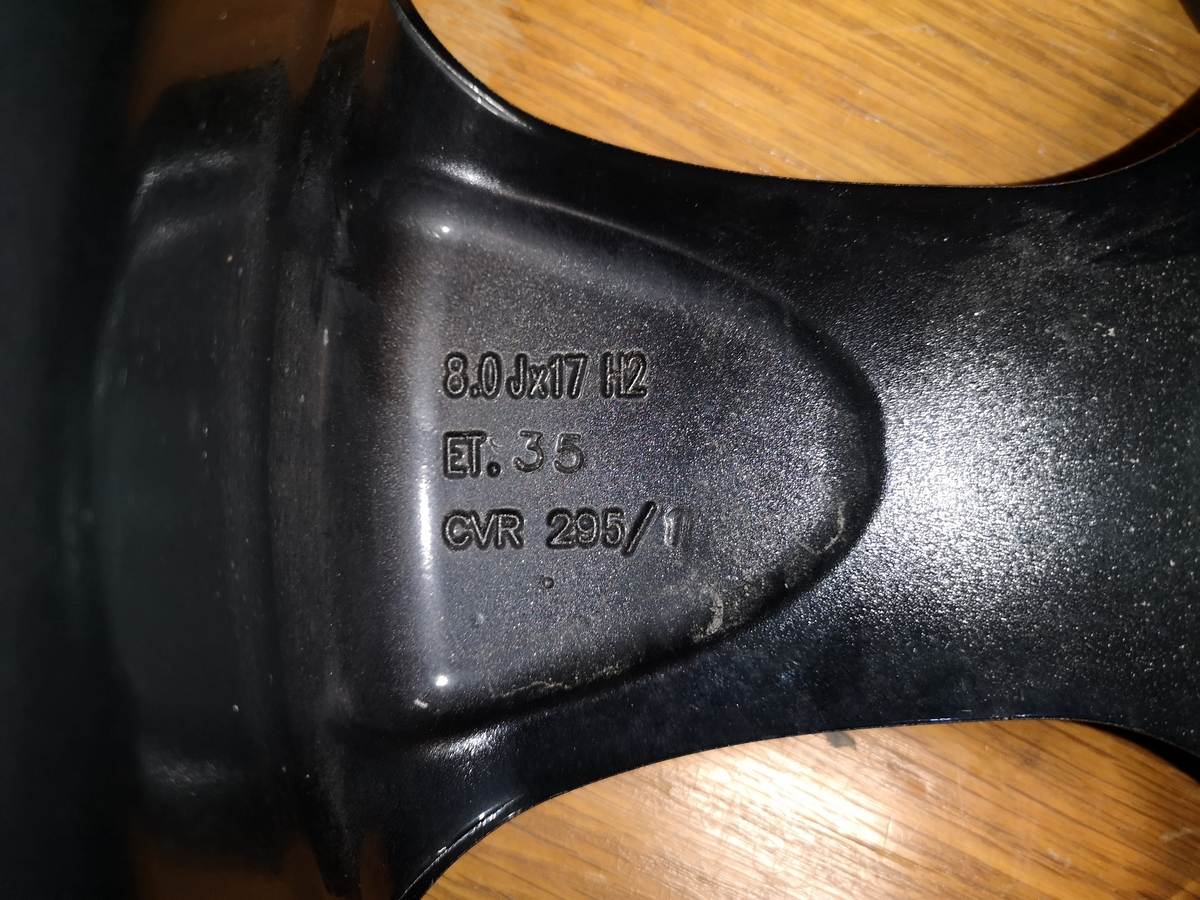 8.0Jx17 H2
ET. 35
CVR 295/1